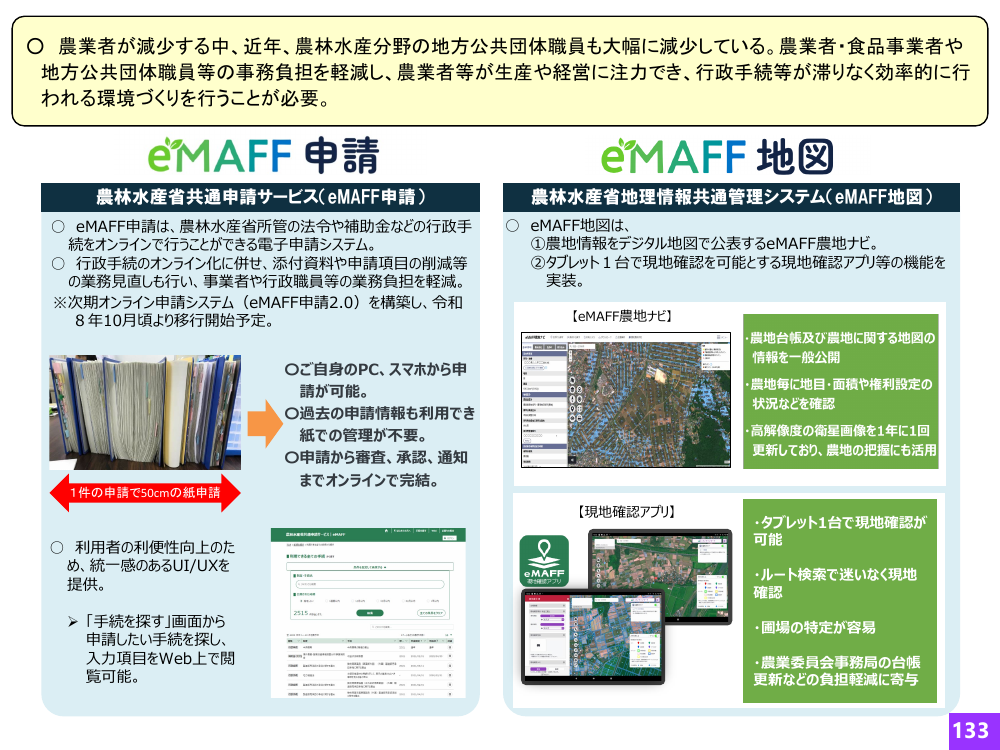 ○ 農業者が減少する中、近年、農林水産分野の地方公共団体職員も大幅に減少している。農業者・食品事業者や
地方公共団体職員等の事務負担を軽減し、農業者等が生産や経営に注力でき、行政手続等が滞りなく効率的に行
われる環境づくりを行うことが必要。
eMAFF 申請
農林水産省共通申請サービス(eMAFF申請)
○ eMAFF申請は、農林水産省所管の法令や補助金などの行政手
続をオンラインで行うことができる電子申請システム。
○ 行政手続のオンライン化に併せ、添付資料や申請項目の削減等
の業務見直しも行い、事業者や行政職員等の業務負担を軽減。
※次期オンライン申請システム(eMAFF申請2.0)を構築し、令和
8年10月頃より移行開始予定。
1件の申請で50cmの紙申請
○ご自身のPC、スマホから申
請が可能。
○過去の申請情報も利用でき
紙での管理が不要。
○申請から審査、承認、通知
までオンラインで完結。
○ 利用者の利便性向上のた
め、統一感のあるUI/UXを
提供。
➢ 「手続を探す」画面から
申請したい手続を探し、
入力項目をWeb上で閲
覧可能。
2515
eMAFF 地図
農林水産省地理情報共通管理システム(eMAFF地図)
○ eMAFF地図は、
①農地情報をデジタル地図で公表するeMAFF農地ナビ。
②タブレット1台で現地確認を可能とする現地確認アプリ等の機能を
実装。
【eMAFF農地ナビ】
・農地台帳及び農地に関する地図の
情報を一般公開
・農地毎に地目・面積や権利設定の
状況などを確認
・高解像度の衛星画像を1年に1回
更新しており、農地の把握にも活用
【現地確認アプリ】
eMAFF
現地確認アプリ
・タブレット1台で現地確認が
可能
・ルート検索で迷いなく現地
確認
・圃場の特定が容易
・農業委員会事務局の台帳
更新などの負担軽減に寄与
133